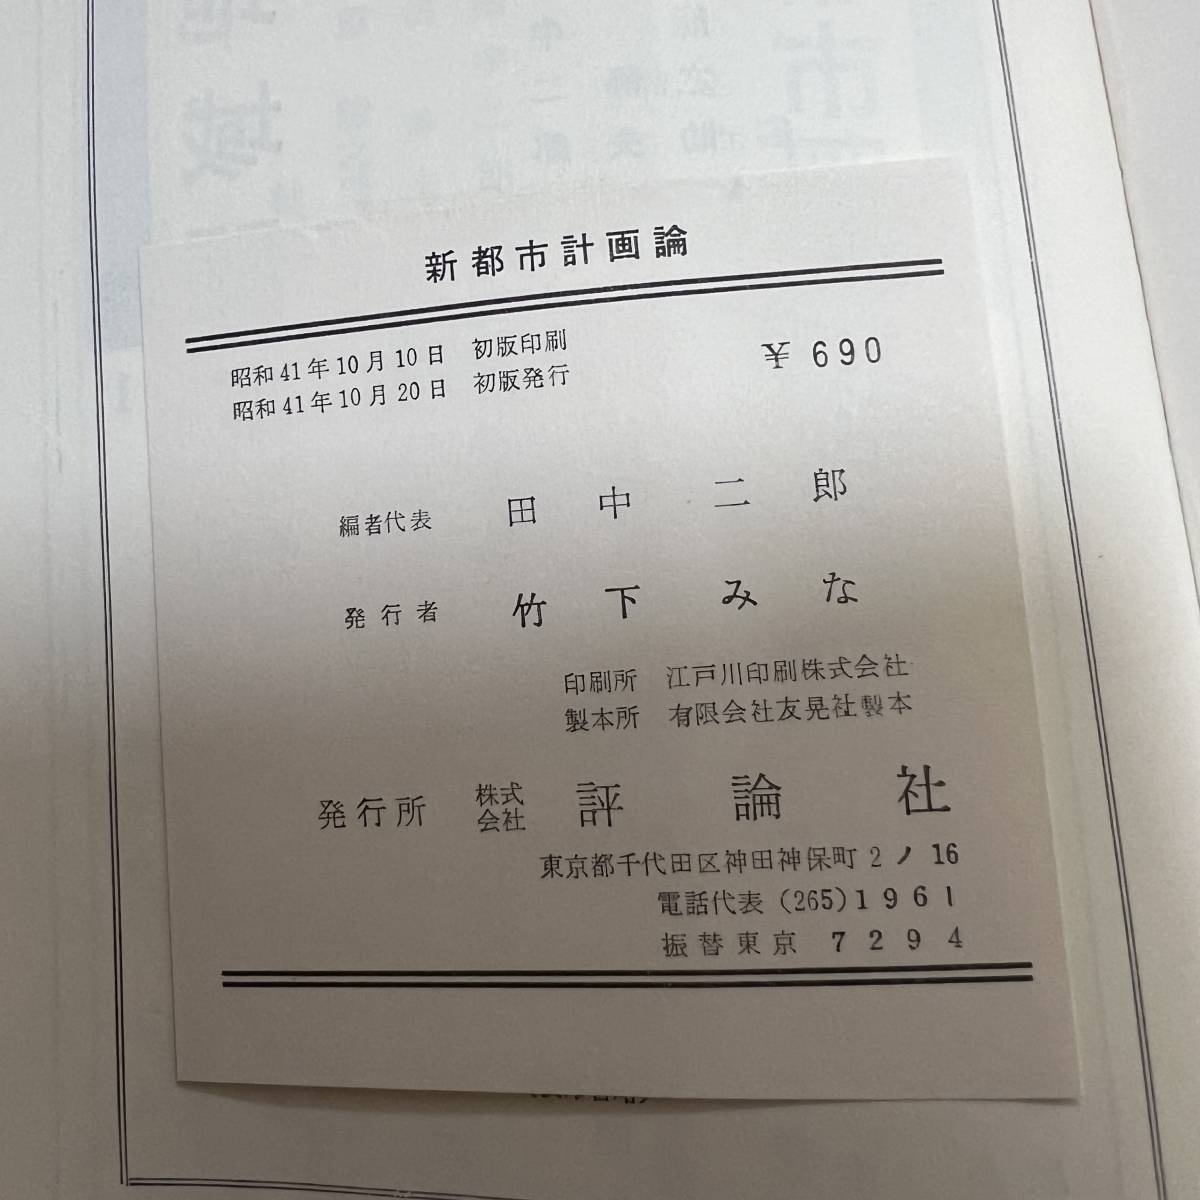 新都市計画論
昭和41年10月10日 初版印刷
昭和41年10月20日 初版発行
¥690
編者代表 田中二郎
発行者 竹下みな
印刷所 江戸川印刷株式会社
製本所 有限会社友晃社製本
発行所 株式会社 評論社
東京都千代田区神田神保町2ノ16
電話代表(265)1961
振替東京 7294